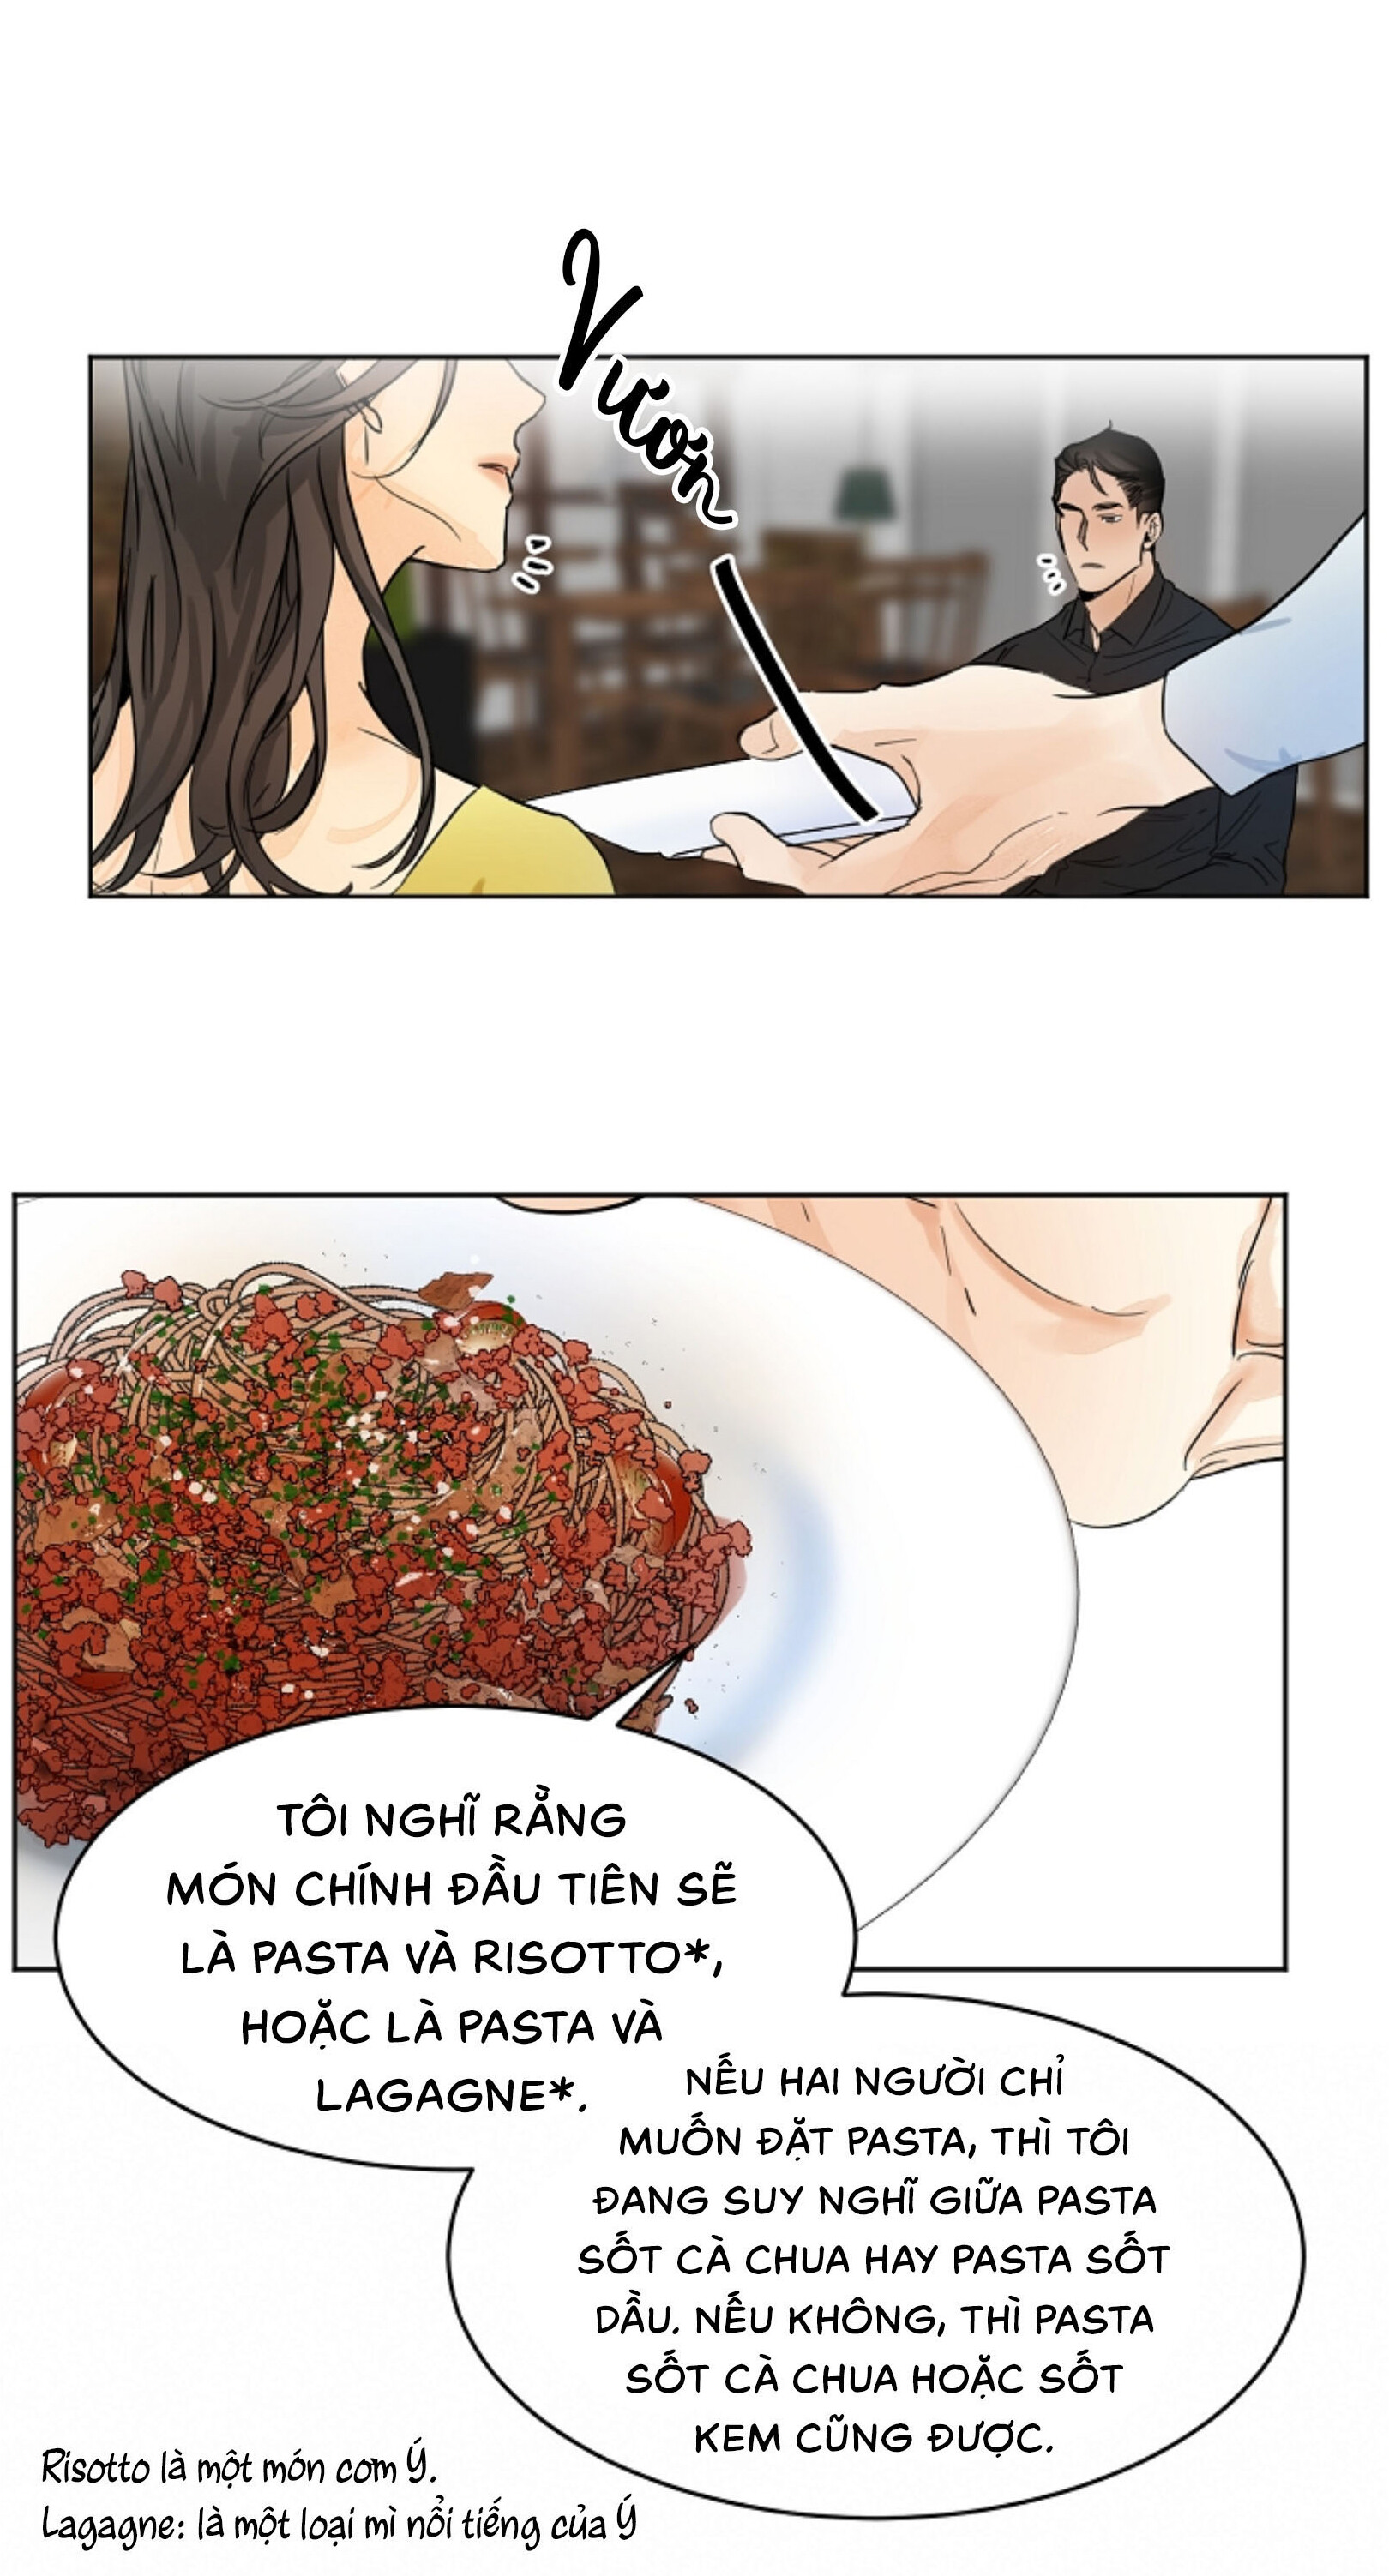 Vươn
TÔI NGHĨ RẰNG
MÓN CHÍNH ĐẦU TIÊN SẼ
LÀ PASTA VÀ RISOTTO*,
HOẶC LÀ PASTA VÀ
LAGAGNE*.
NẾU HAI NGƯỜI CHỈ
MUỐN ĐẶT PASTA, THÌ TÔI
ĐANG SUY NGHĨ GIỮA PASTA
SỐT CÀ CHUA HAY PASTA SỐT
DẦU. NẾU KHÔNG, THÌ PASTA
SỐT CÀ CHUA HOẶC SỐT
KEM CŨNG ĐƯỢC.
Risotto là một món cơm Ý.
Lagagne: là một loại mì nổi tiếng của Ý